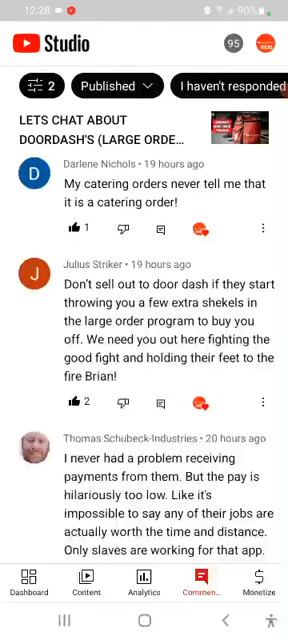 12:28
90%
Studio
95
2
Published
I haven't responded
LETS CHAT ABOUT
DOORDASH'S (LARGE ORDE...
Darlene Nichols • 19 hours ago
D
My catering orders never tell me that
it is a catering order!
1
Julius Striker • 19 hours ago
J
Don't sell out to door dash if they start
throwing you a few extra shekels in
the large order program to buy you
off. We need you out here fighting the
good fight and holding their feet to the
fire Brian!
2
Thomas Schubeck-Industries • 20 hours ago
I never had a problem receiving
payments from them. But the pay is
hilariously too low. Like it's
impossible to say any of their jobs are
actually worth the time and distance.
Only slaves are working for that app.
Dashboard
Content
Analytics
Commen...
Monetize